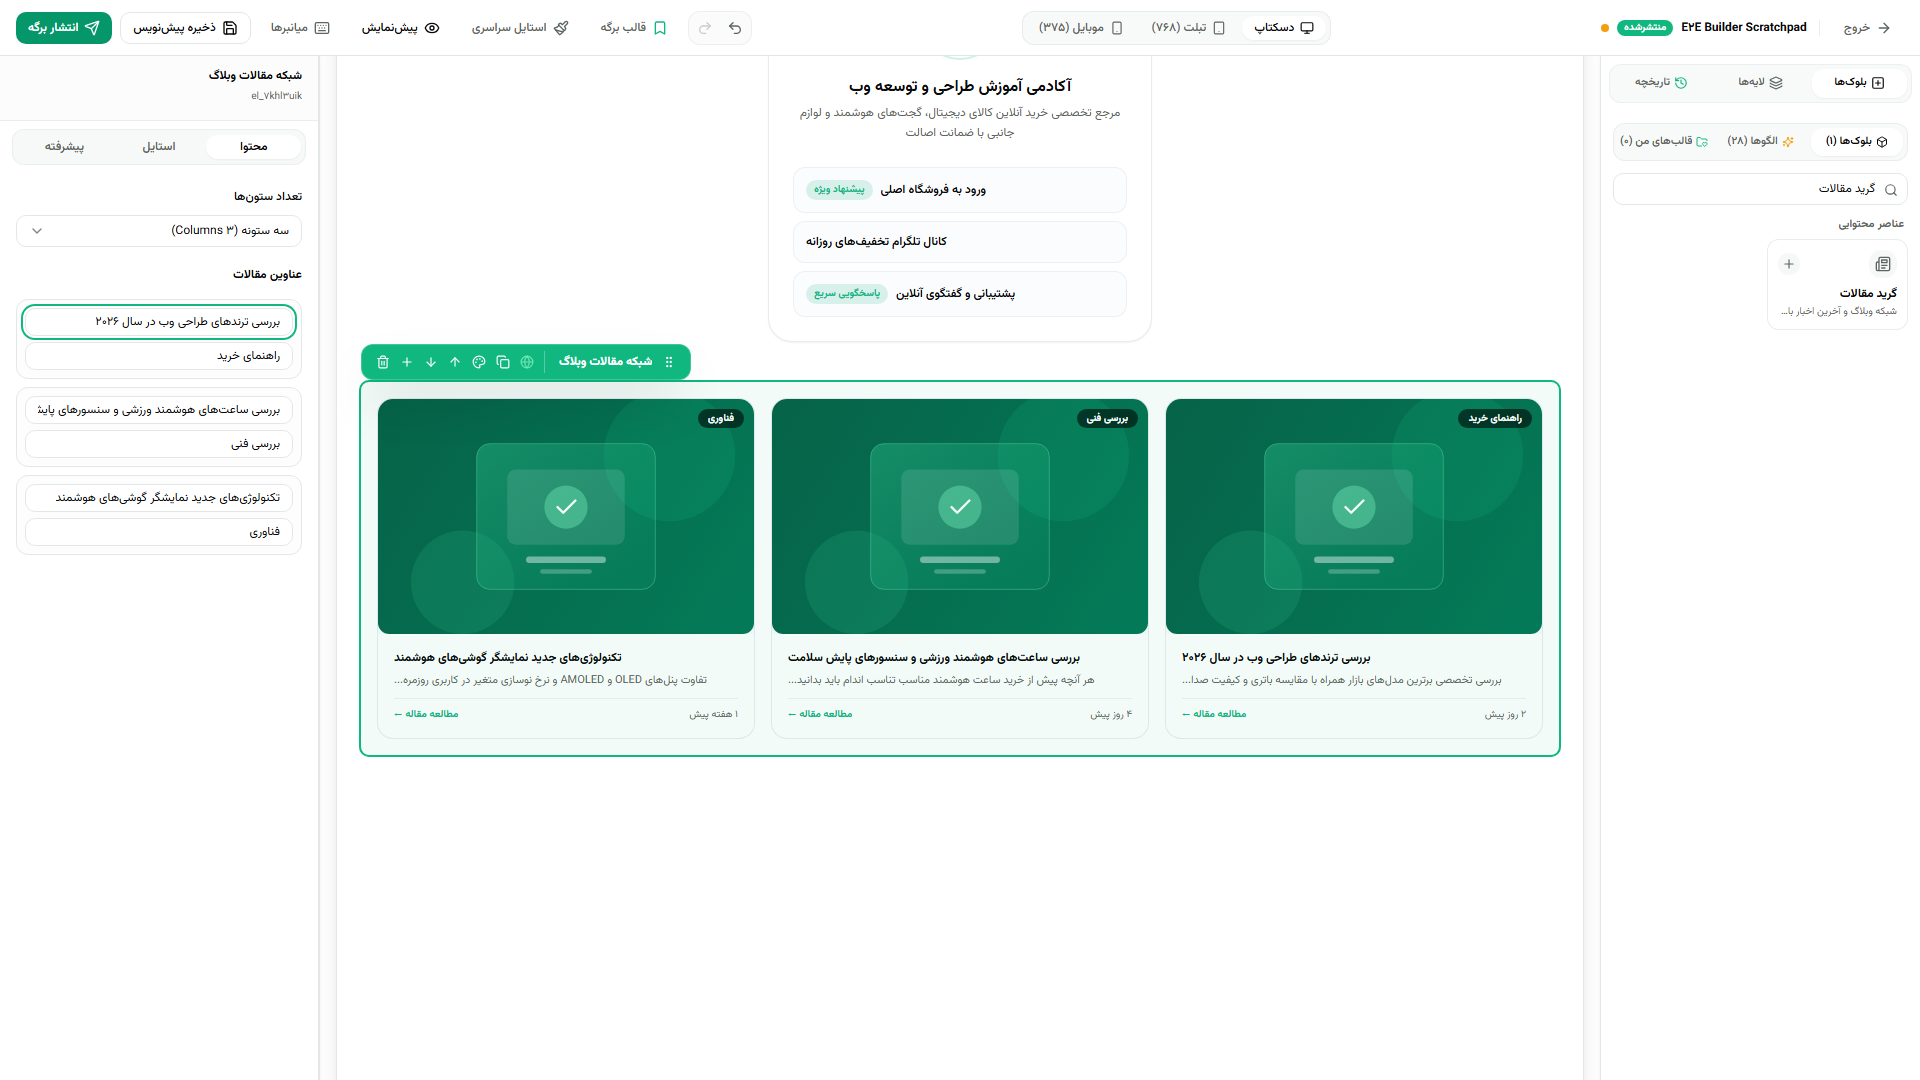 خروج
E۲E Builder Scratchpad
منتشرشده
دسکتاپ
تبلت (۷۶۸)
موبایل (۳۷۵)
قالب برگه
استایل سراسری
پیش‌نمایش
میانبرها
ذخیره پیش‌نویس
انتشار برگه
بلوک‌ها
لایه‌ها
تاریخچه
بلوک‌ها (۱)
الگوها (۲۸)
قالب‌های من (۰)
گرید مقالات
عناصر محتوایی
گرید مقالات
شبکه وبلاگ و آخرین اخبار با...
آکادمی آموزش طراحی و توسعه وب
مرجع تخصصی خرید آنلاین کالای دیجیتال، گجت‌های هوشمند و لوازم
جانبی با ضمانت اصالت
ورود به فروشگاه اصلی پیشنهاد ویژه
کانال تلگرام تخفیف‌های روزانه
پشتیبانی و گفتگوی آنلاین پاسخگویی سریع
شبکه مقالات وبلاگ
راهنمای خرید
بررسی ترندهای طراحی وب در سال ۲۰۲۶
بررسی تخصصی برترین مدل‌های بازار همراه با مقایسه باتری و کیفیت صدا...
۲ روز پیش
مطالعه مقاله ←
بررسی فنی
بررسی ساعت‌های هوشمند ورزشی و سنسورهای پایش سلامت
هر آنچه پیش از خرید ساعت هوشمند مناسب تناسب اندام باید بدانید...
۴ روز پیش
مطالعه مقاله ←
فناوری
تکنولوژی‌های جدید نمایشگر گوشی‌های هوشمند
تفاوت پنل‌های OLED و AMOLED و نرخ نوسازی متغیر در کاربری روزمره...
۱ هفته پیش
مطالعه مقاله ←
شبکه مقالات وبلاگ
el_۷khl۳uik
محتوا
استایل
پیشرفته
تعداد ستون‌ها
سه ستونه (۳ Columns)
عناوین مقالات
بررسی ترندهای طراحی وب در سال ۲۰۲۶
راهنمای خرید
بررسی ساعت‌های هوشمند ورزشی و سنسورهای پایش
بررسی فنی
تکنولوژی‌های جدید نمایشگر گوشی‌های هوشمند
فناوری